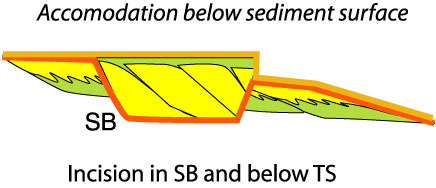 Accomodation below sediment surface
SB
Incision in SB and below TS